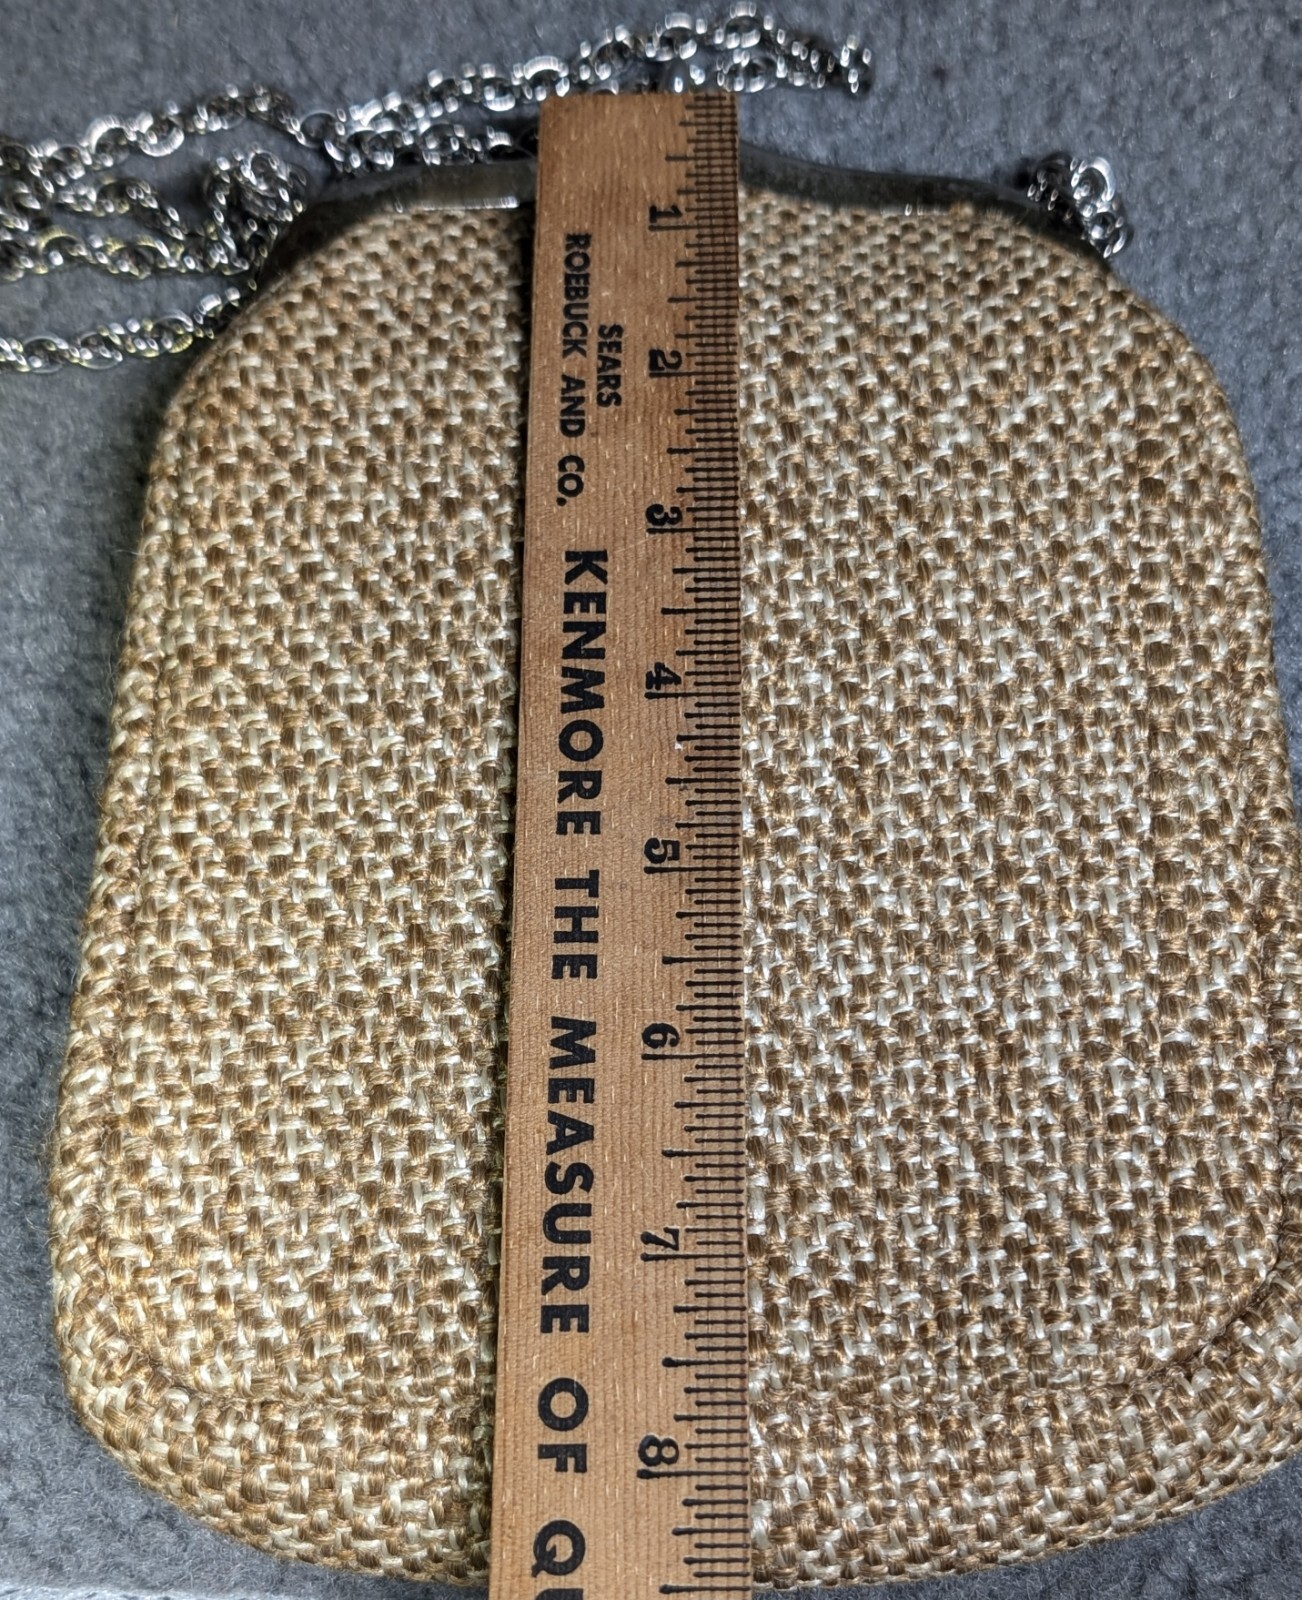 SEARS
ROEBUCK AND CO.
KENMORE THE MEASURE OF
1 2 3 4 5 6 7 8